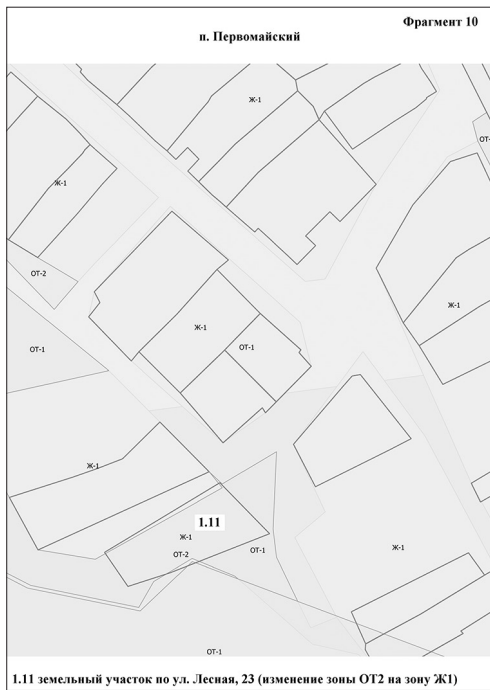 Фрагмент 10
п. Первомайский
Ж-1
ОТ-
Ж-1
ОТ-2
Ж-1
Ж-1
ОТ-1
ОТ-1
Ж-1
1.11
Ж-1
ОТ-2
ОТ-1
Ж-1
ОТ-1
1.11 земельный участок по ул. Лесная, 23 (изменение зоны ОТ2 на зону Ж1)